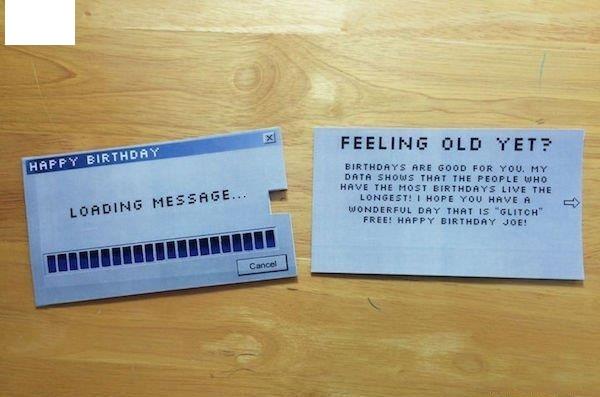 HAPPY BIRTHDAY
LOADING MESSAGE...
Cancel
FEELING OLD YET?
BIRTHDAYS ARE GOOD FOR YOU. MY
DATA SHOWS THAT THE PEOPLE WHO
HAVE THE MOST BIRTHDAYS LIVE THE
LONGEST! I HOPE YOU HAVE A
WONDERFUL DAY THAT IS "GLITCH"
FREE! HAPPY BIRTHDAY JOE!